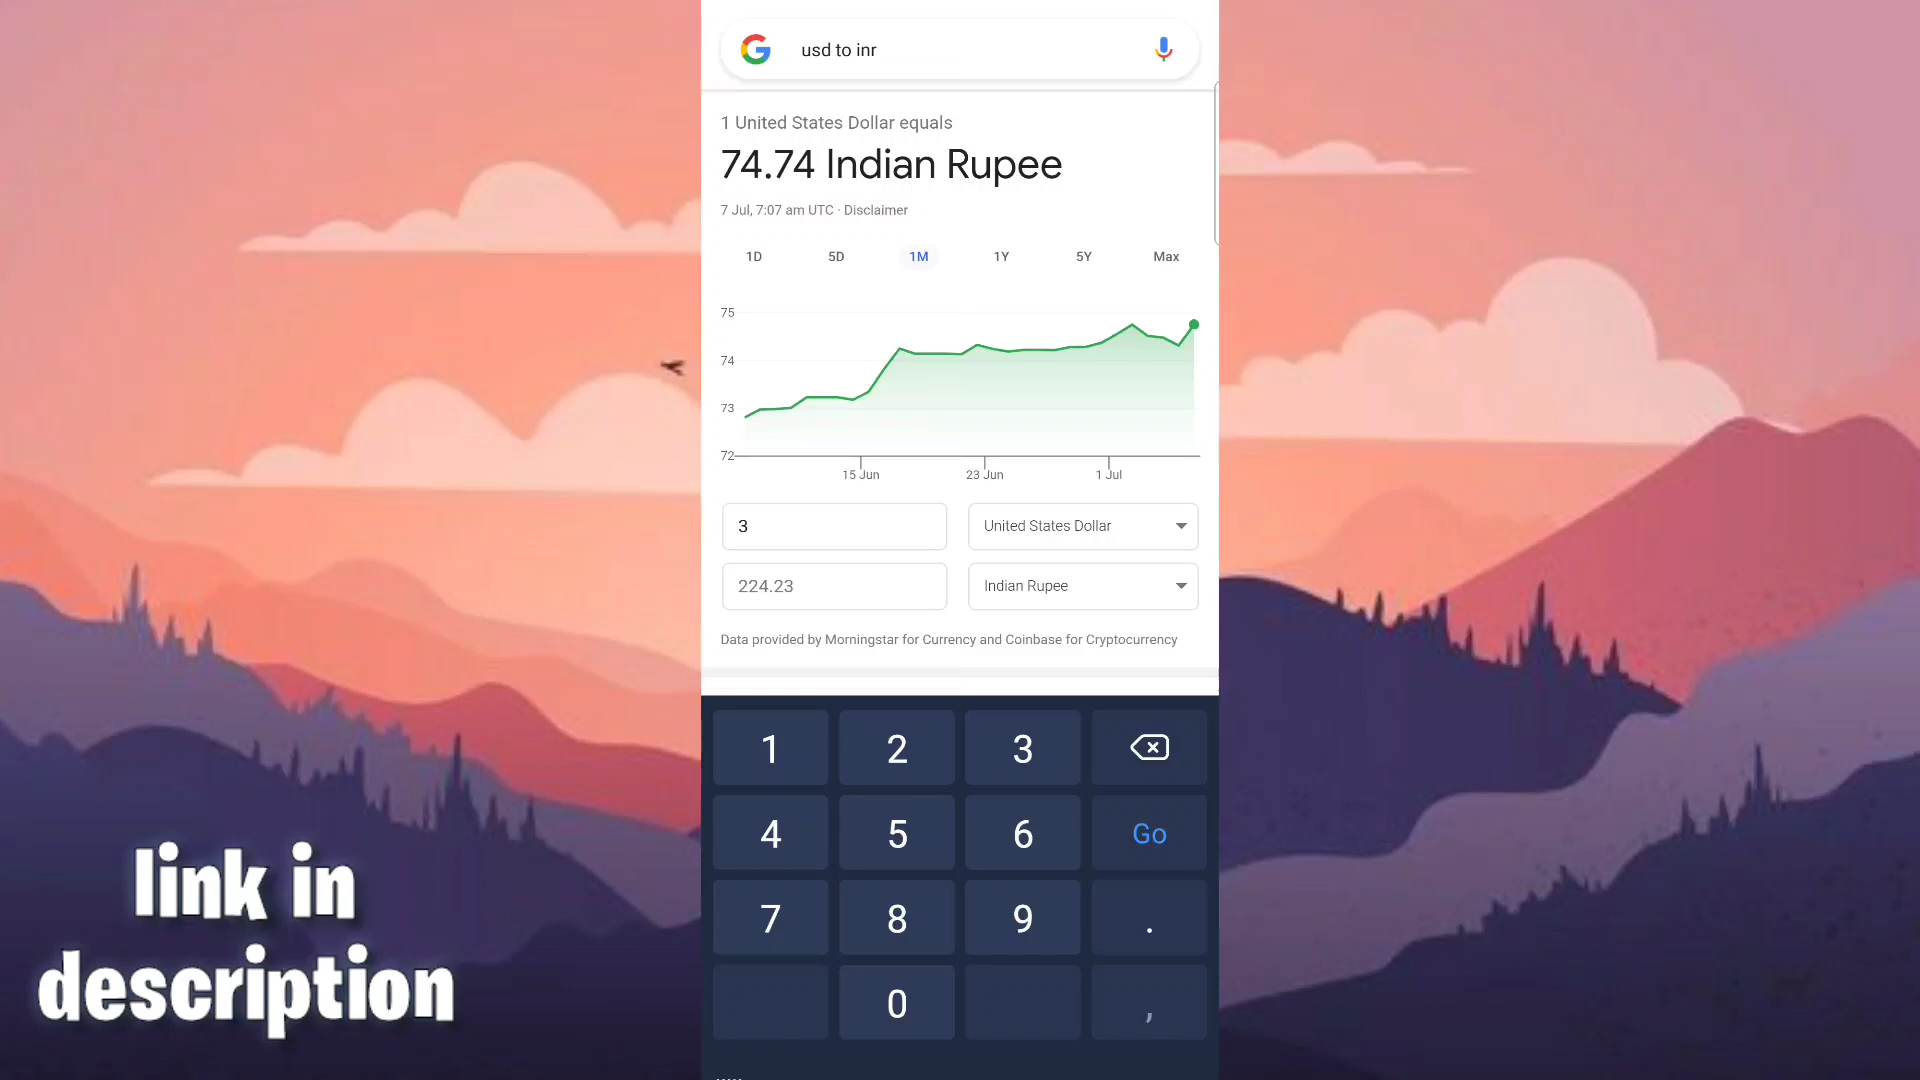 usd to inr
1 United States Dollar equals
74.74 Indian Rupee
7 Jul, 7:07 am UTC · Disclaimer
1D 5D 1M 1Y 5Y Max
75
74
73
72
15 Jun 23 Jun 1 Jul
3 United States Dollar
224.23 Indian Rupee
Data provided by Morningstar for Currency and Coinbase for Cryptocurrency
1 2 3
4 5 6 Go
7 8 9 .
0 ,
link in
description